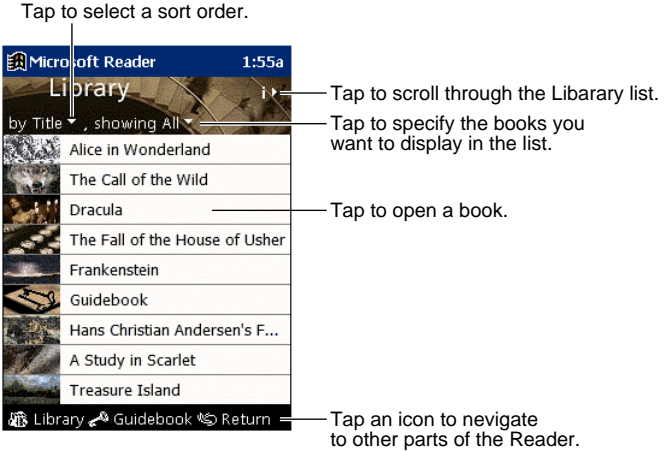 Tap to select a sort order.
Microsoft Reader 1:55a
Library
i
Tap to scroll through the Libarary list.
by Title , showing All
Tap to specify the books you
want to display in the list.
Alice in Wonderland
The Call of the Wild
Dracula
Tap to open a book.
The Fall of the House of Usher
Frankenstein
Guidebook
Hans Christian Andersen's F...
A Study in Scarlet
Treasure Island
Library Guidebook Return
Tap an icon to nevigate
to other parts of the Reader.